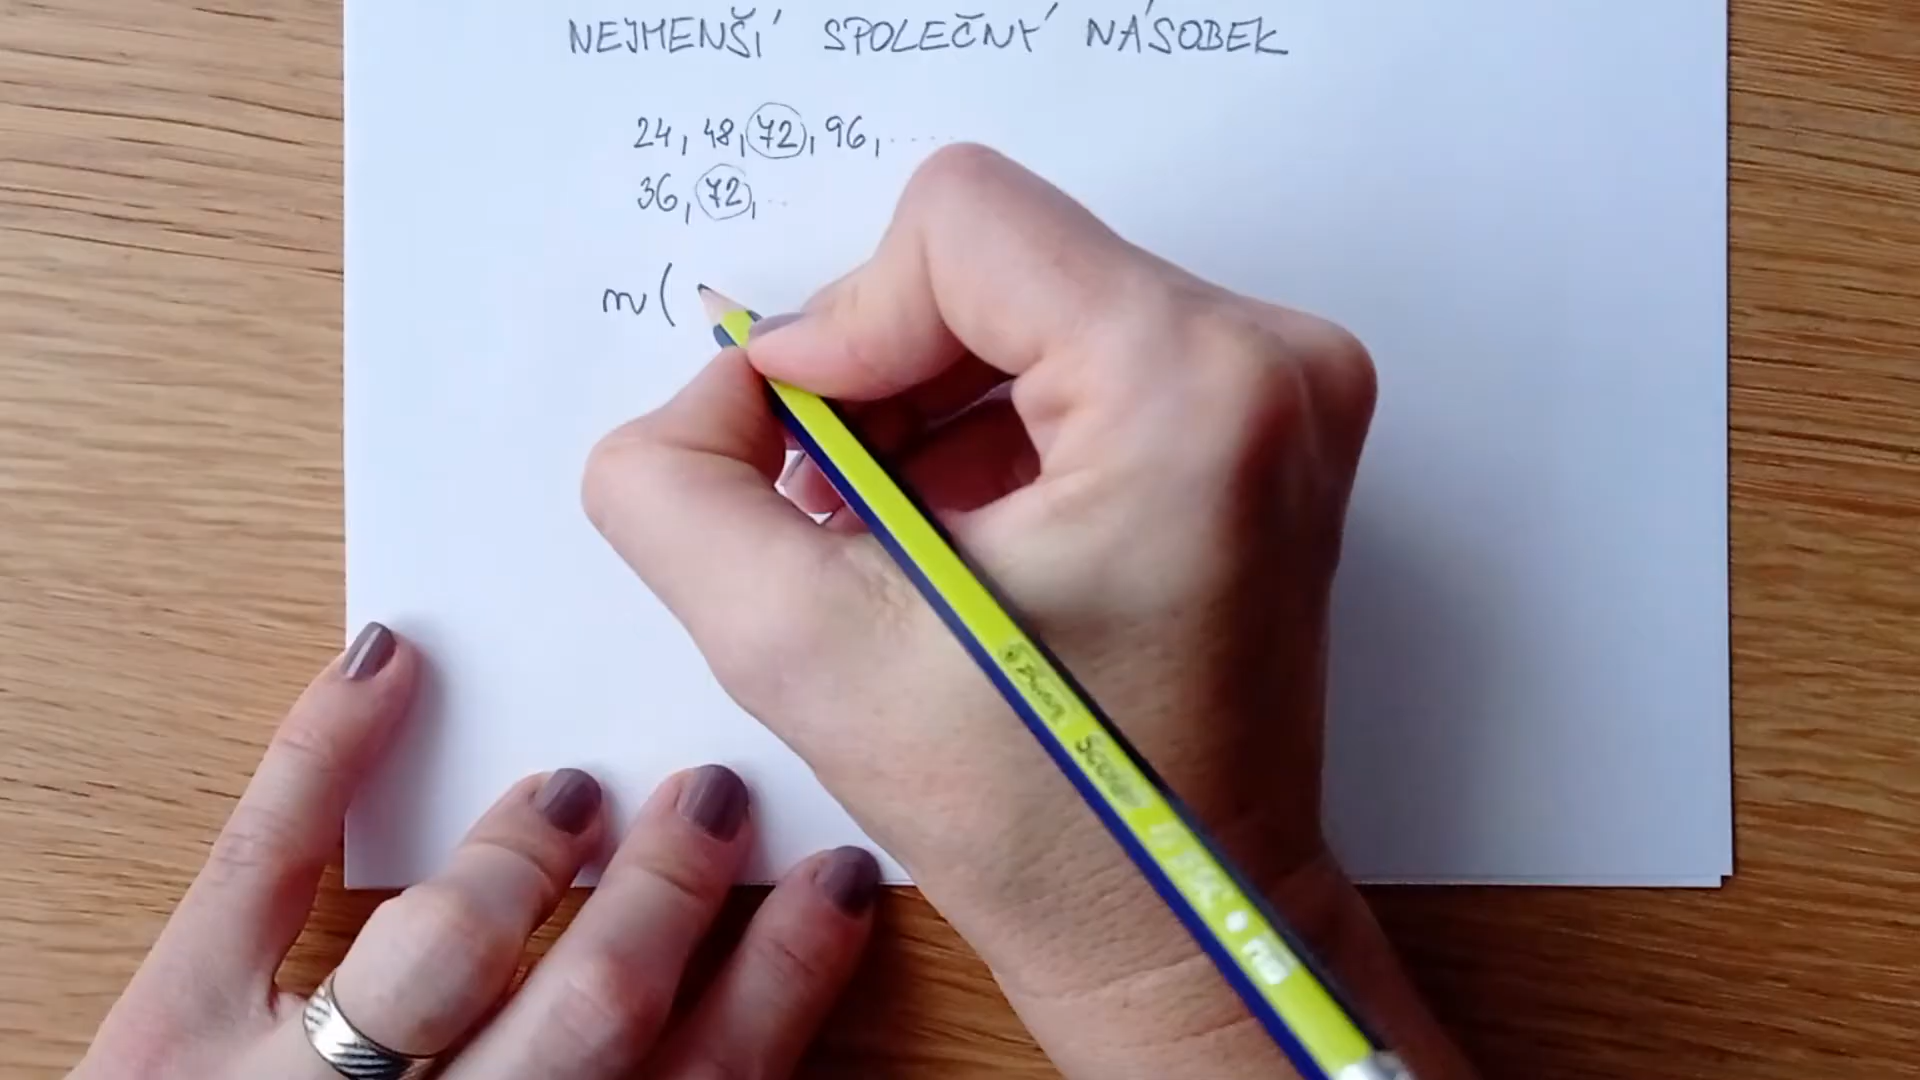 NEJMENŠÍ SPOLEČNÝ NÁSOBEK
24, 48, 72, 96, ....
36, 72, ..
n (